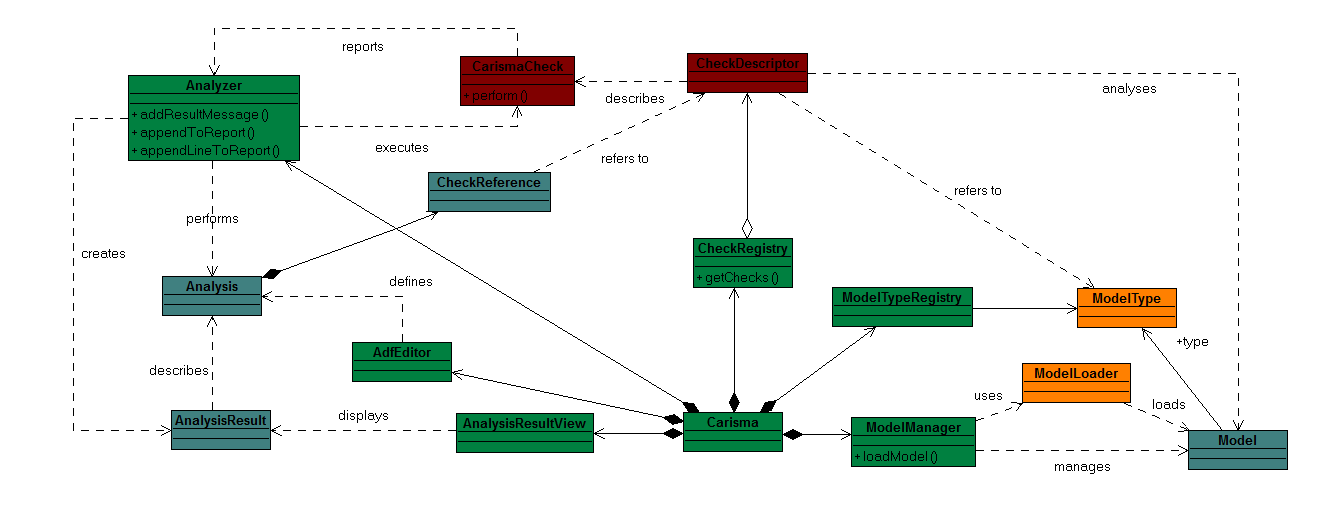 reports
CarismaCheck
+ perform()
CheckDescriptor
describes
analyses
Analyzer
+ addResultMessage()
+ appendToReport()
+ appendLineToReport()
executes
refers to
CheckReference
refers to
performs
creates
CheckRegistry
+ getChecks()
Analysis
defines
ModelTypeRegistry
ModelType
+type
AdfEditor
describes
ModelLoader
uses
loads
AnalysisResult
displays
AnalysisResultView
Carisma
ModelManager
+ loadModel()
manages
Model